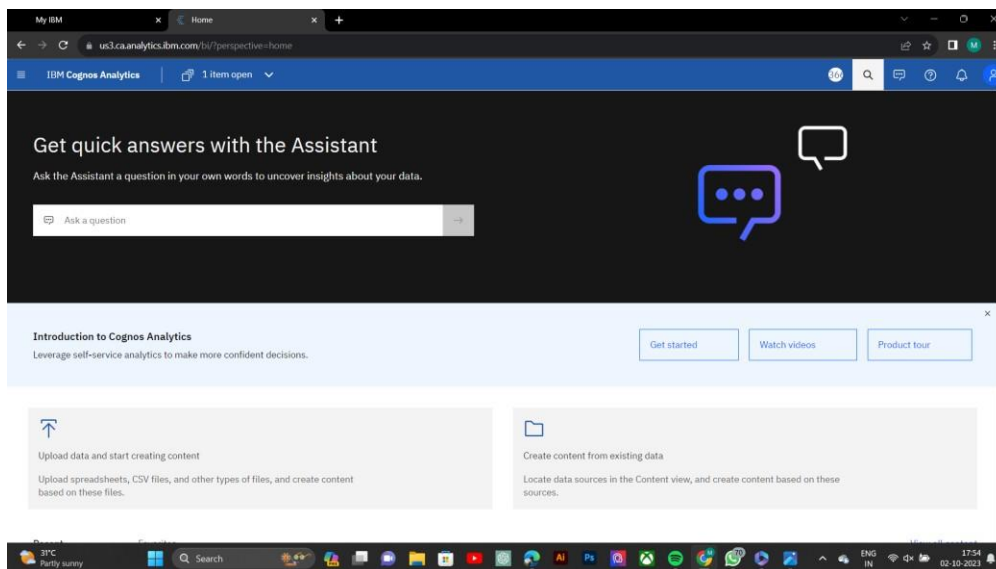 My IBM
Home
us3.ca.analytics.ibm.com/bi/?perspective=home
M
IBM Cognos Analytics
1 item open
Get quick answers with the Assistant
Ask the Assistant a question in your own words to uncover insights about your data.
Ask a question
Introduction to Cognos Analytics
Leverage self-service analytics to make more confident decisions.
Get started
Watch videos
Product tour
Upload data and start creating content
Upload spreadsheets, CSV files, and other types of files, and create content
based on these files.
Create content from existing data
Locate data sources in the Content view, and create content based on these
sources.
31°C
Partly sunny
Search
Ai
Ps
70
ENG
IN
17:54
02-10-2023